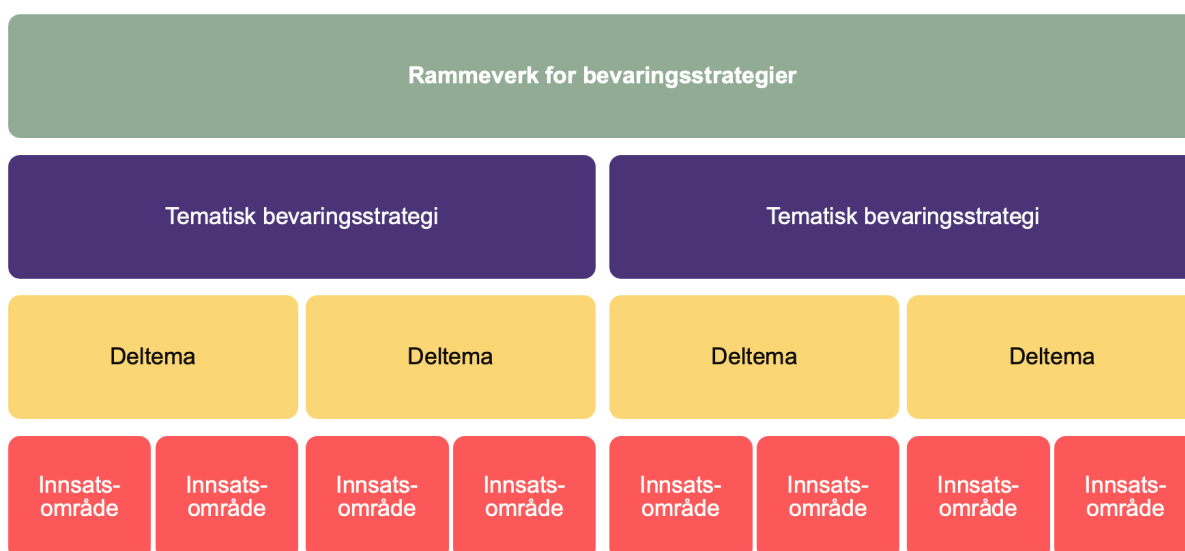 Rammeverk for bevaringsstrategier
Tematisk bevaringsstrategi
Tematisk bevaringsstrategi
Deltema
Deltema
Deltema
Deltema
Innsats-
område
Innsats-
område
Innsats-
område
Innsats-
område
Innsats-
område
Innsats-
område
Innsats-
område
Innsats-
område